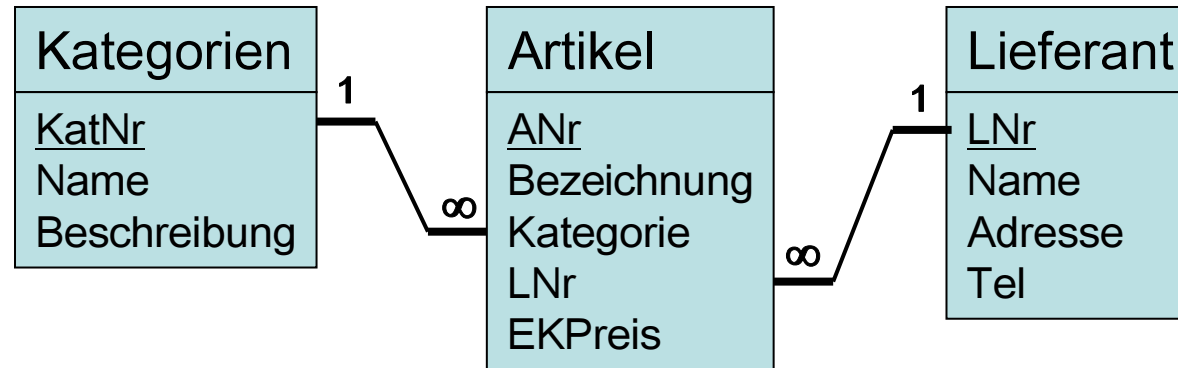 Kategorien
KatNr
Name
Beschreibung
1
∞
Artikel
ANr
Bezeichnung
Kategorie
LNr
EKPreis
1
∞
Lieferant
LNr
Name
Adresse
Tel